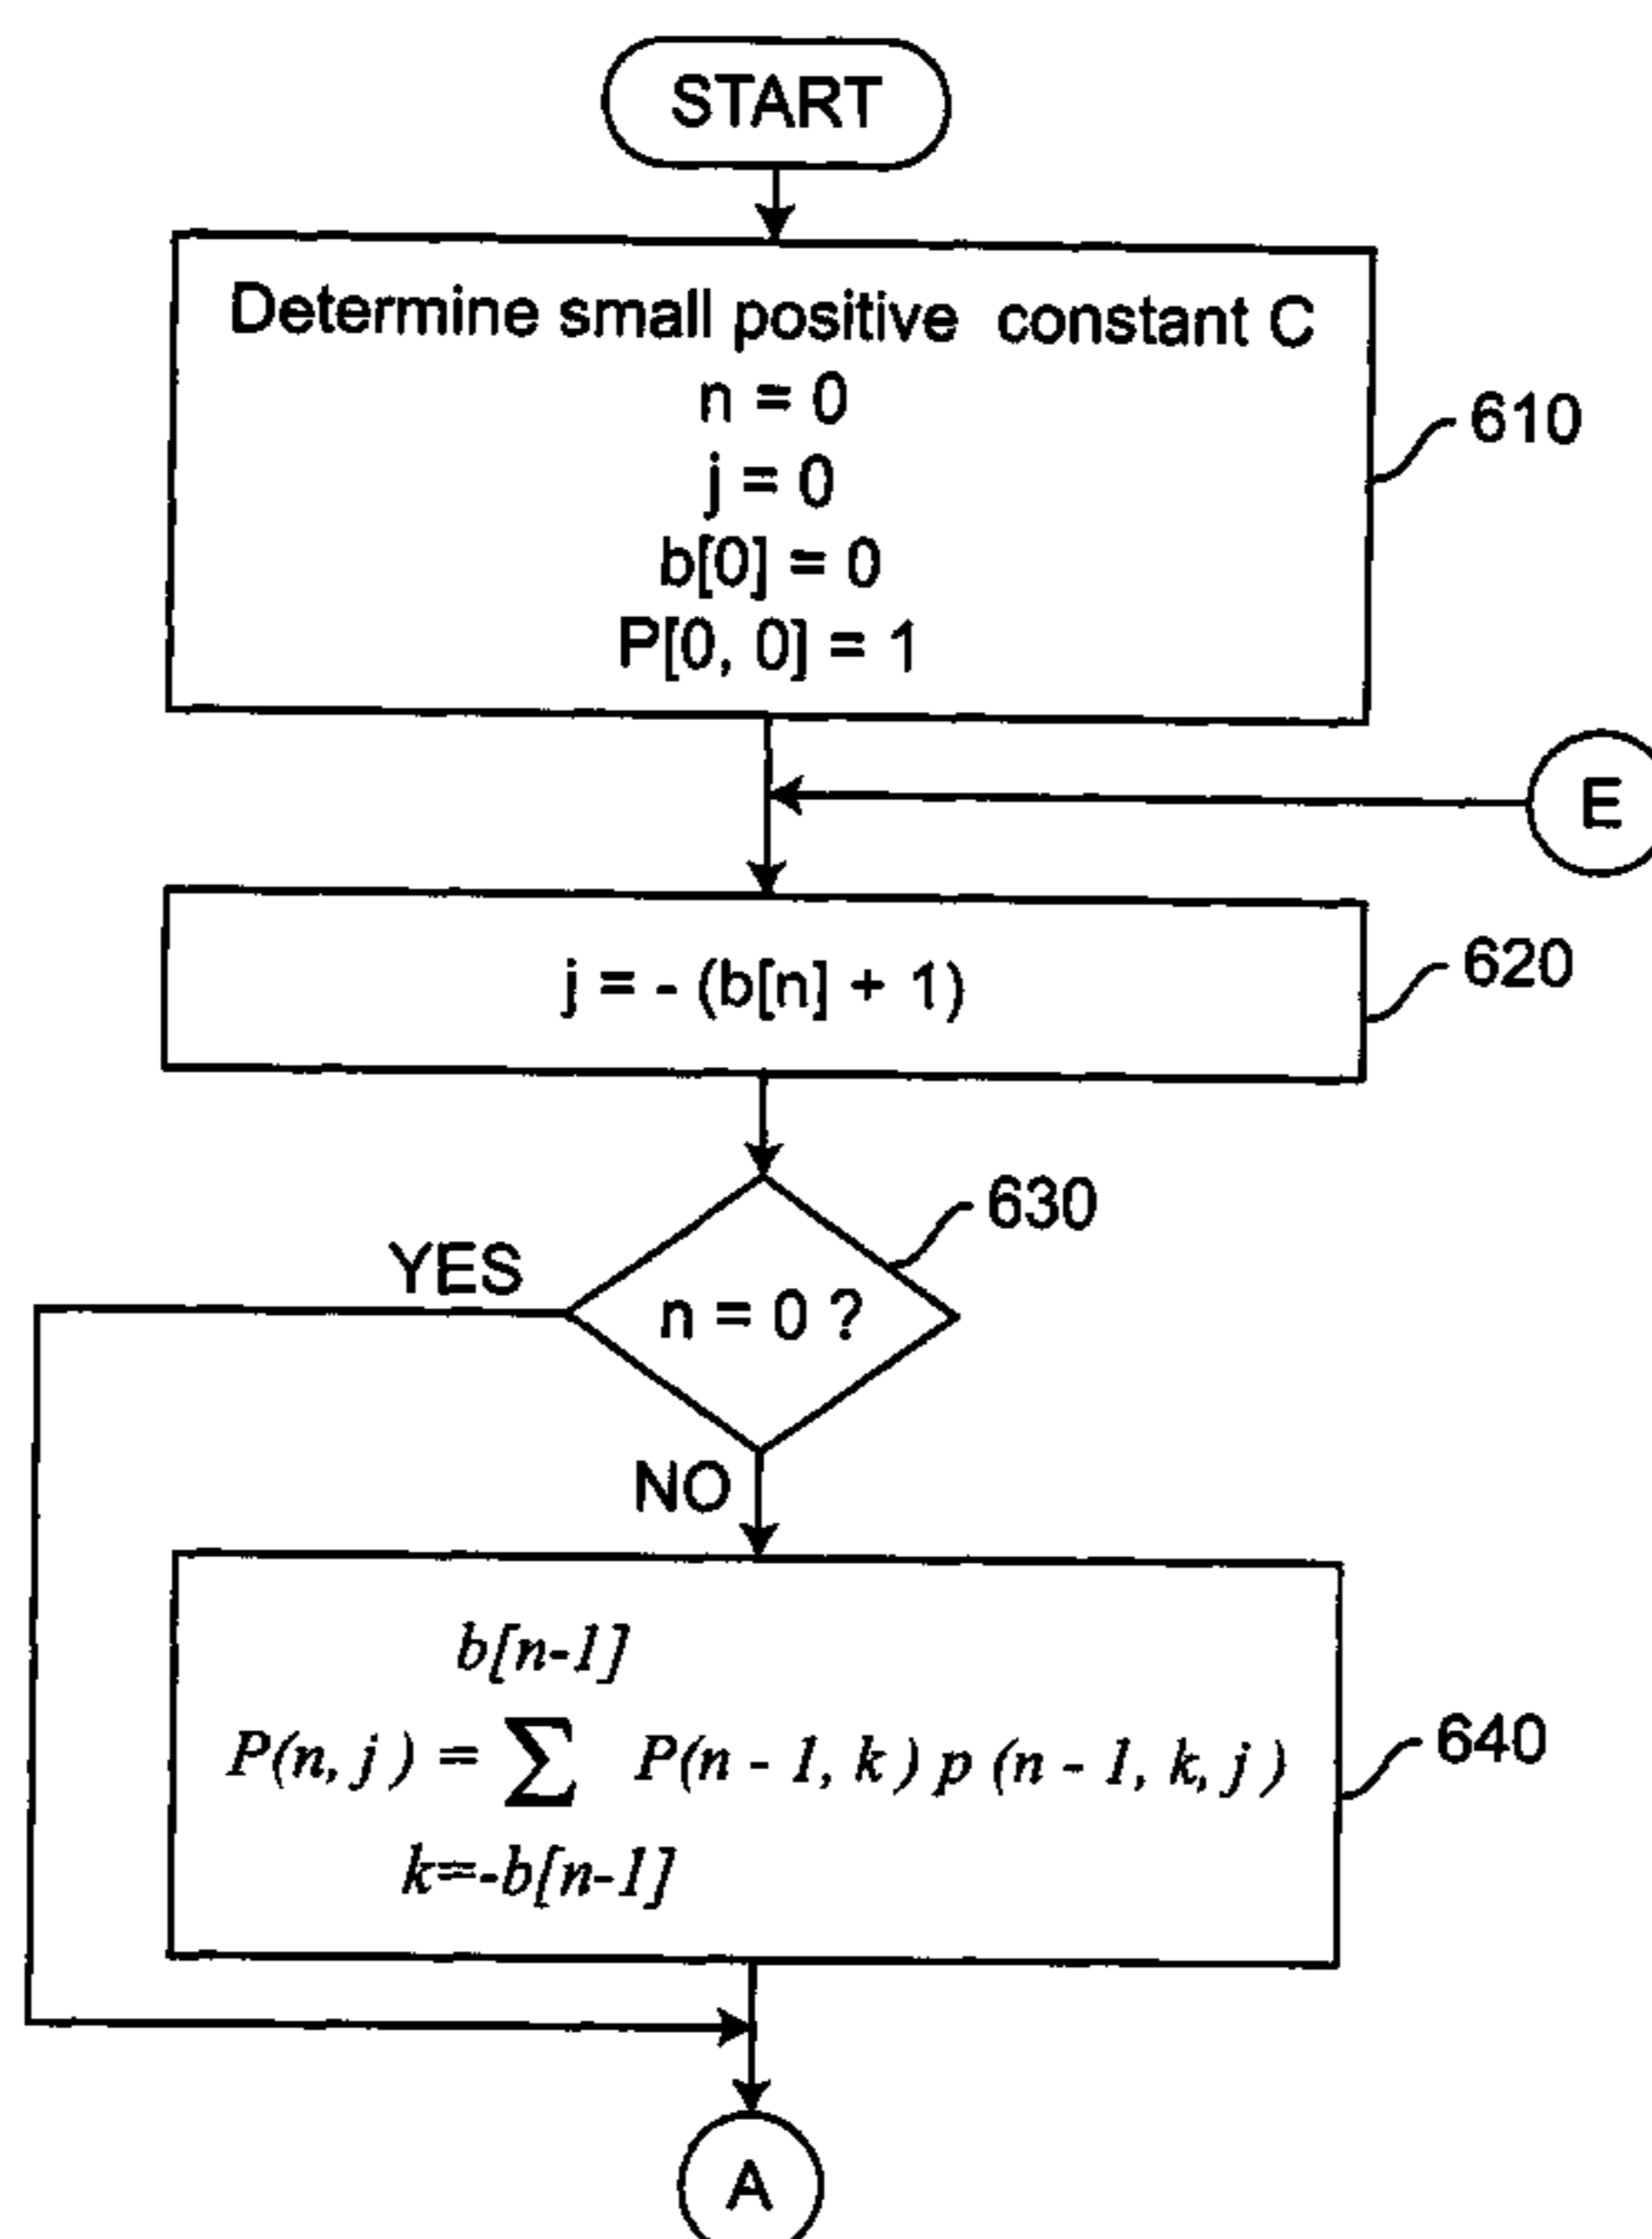 START
Determine small positive constant C
n = 0
j = 0
b[0] = 0
P[0, 0] = 1
610
E
j = - (b[n] + 1)
620
630
YES
n = 0 ?
NO
b[n-1]
P(n, j ) = ∑ P(n - 1, k ) p (n - 1, k, j )
k=-b[n-1]
640
A